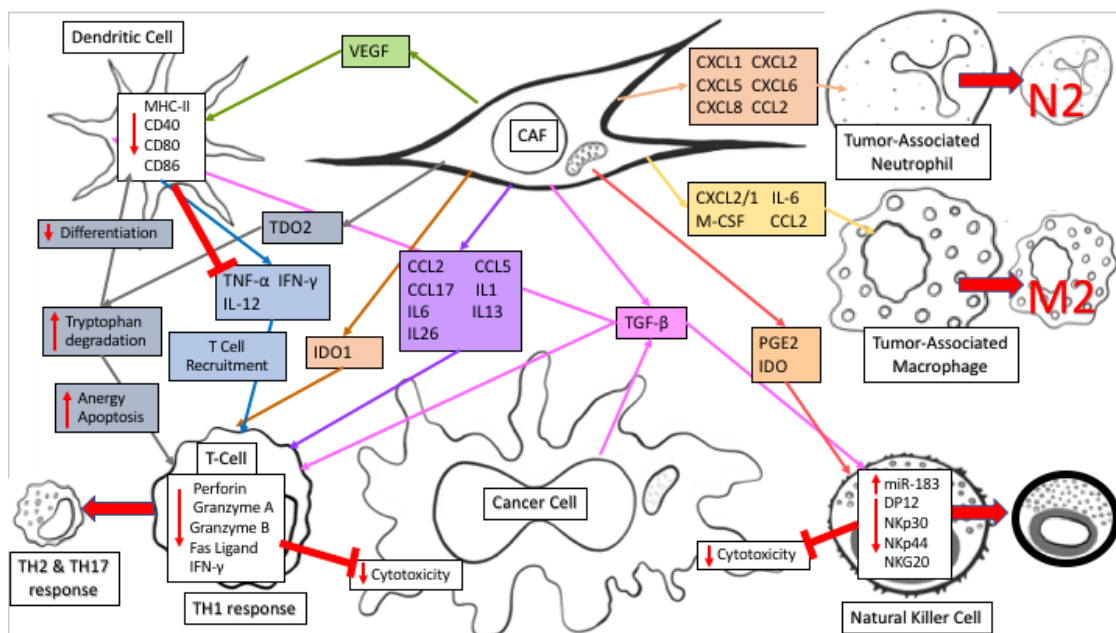 Dendritic Cell
VEGF
CXCL1 CXCL2
CXCL5 CXCL6
CXCL8 CCL2
N2
MHC-II
CD40
CD80
CD86
CAF
Tumor-Associated
Neutrophil
CXCL2/1 IL-6
M-CSF CCL2
Differentiation
TDO2
TNF-α IFN-γ
IL-12
CCL2 CCL5
CCL17 IL1
IL6 IL13
IL26
M2
Tryptophan
degradation
T Cell
Recruitment
IDO1
TGF-β
PGE2
IDO
Tumor-Associated
Macrophage
Anergy
Apoptosis
T-Cell
Perforin
Granzyme A
Granzyme B
Fas Ligand
IFN-γ
Cancer Cell
miR-183
DP12
NKp30
NKp44
NKG20
Cytotoxicity
Cytotoxicity
TH2 & TH17
response
TH1 response
Natural Killer Cell